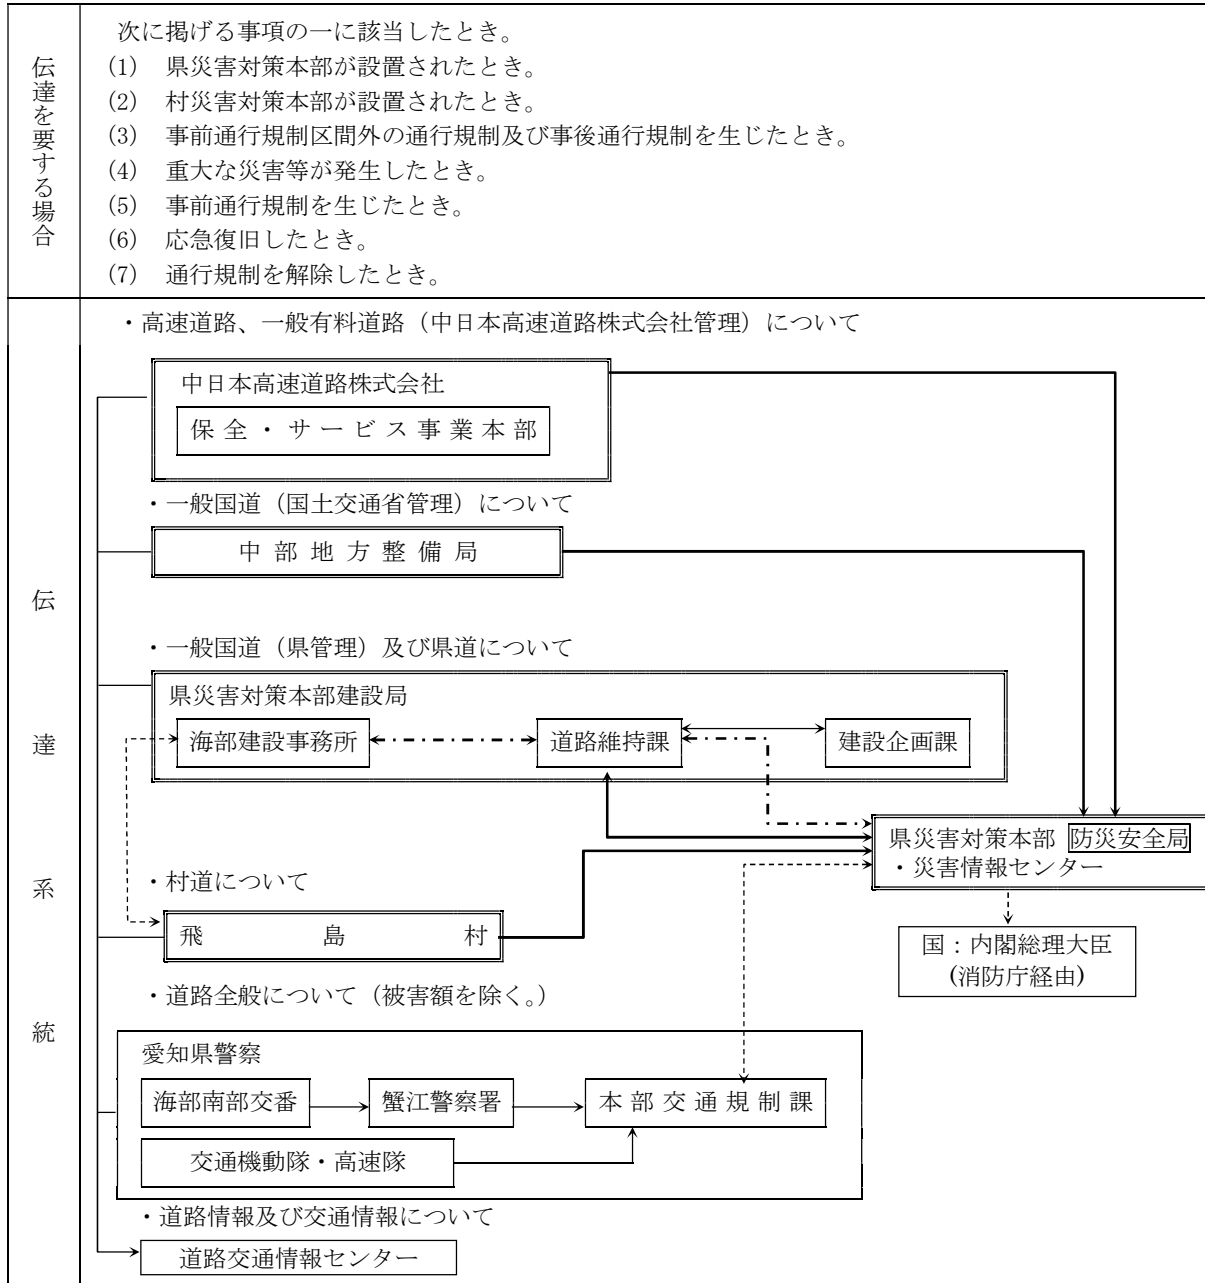 伝達を要する場合
次に掲げる事項の一に該当したとき。
(1) 県災害対策本部が設置されたとき。
(2) 村災害対策本部が設置されたとき。
(3) 事前通行規制区間外の通行規制及び事後通行規制を生じたとき。
(4) 重大な災害等が発生したとき。
(5) 事前通行規制を生じたとき。
(6) 応急復旧したとき。
(7) 通行規制を解除したとき。
伝達系統
・高速道路、一般有料道路（中日本高速道路株式会社管理）について
中日本高速道路株式会社
保全・サービス事業本部
・一般国道（国土交通省管理）について
中部地方整備局
・一般国道（県管理）及び県道について
県災害対策本部建設局
海部建設事務所
道路維持課
建設企画課
県災害対策本部 防災安全局
・災害情報センター
・村道について
飛島村
国：内閣総理大臣
(消防庁経由)
・道路全般について（被害額を除く。）
愛知県警察
海部南部交番
蟹江警察署
本部交通規制課
交通機動隊・高速隊
・道路情報及び交通情報について
道路交通情報センター